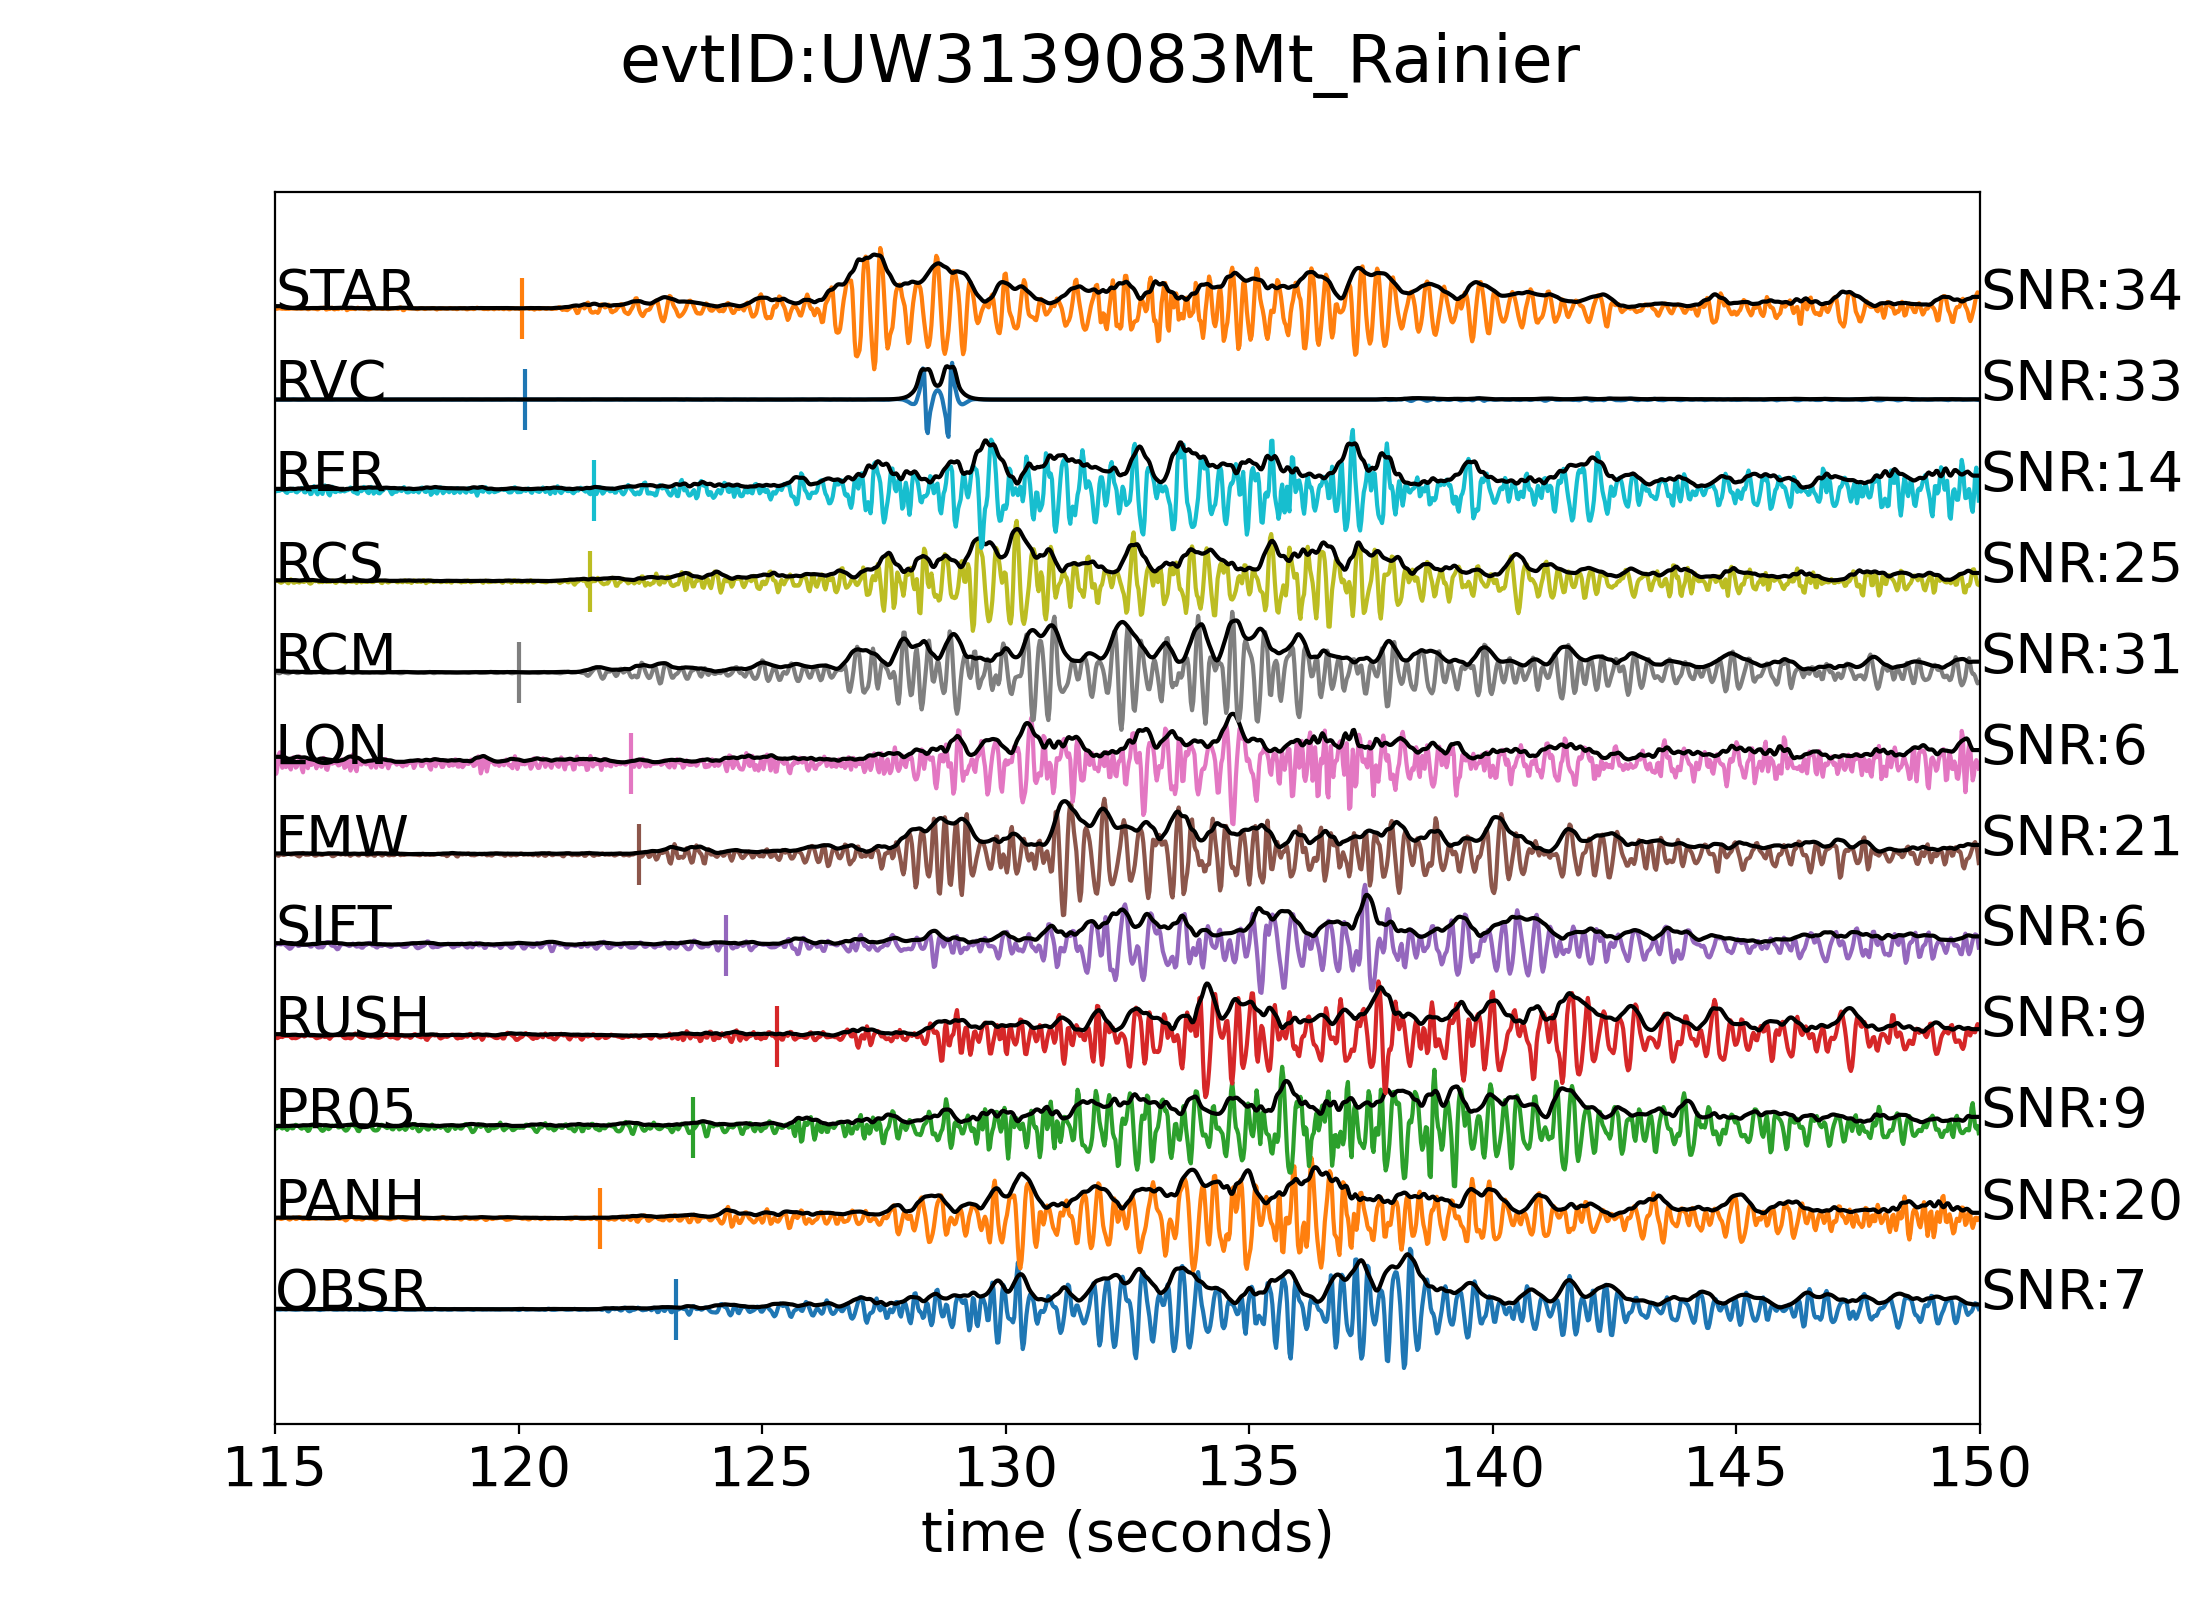 evtID:UW3139083Mt_Rainier
STAR SNR:34
RVC SNR:33
RER SNR:14
RCS SNR:25
RCM SNR:31
LON SNR:6
FMW SNR:21
SIFT SNR:6
RUSH SNR:9
PR05 SNR:9
PANH SNR:20
OBSR SNR:7
115 120 125 130 135 140 145 150
time (seconds)